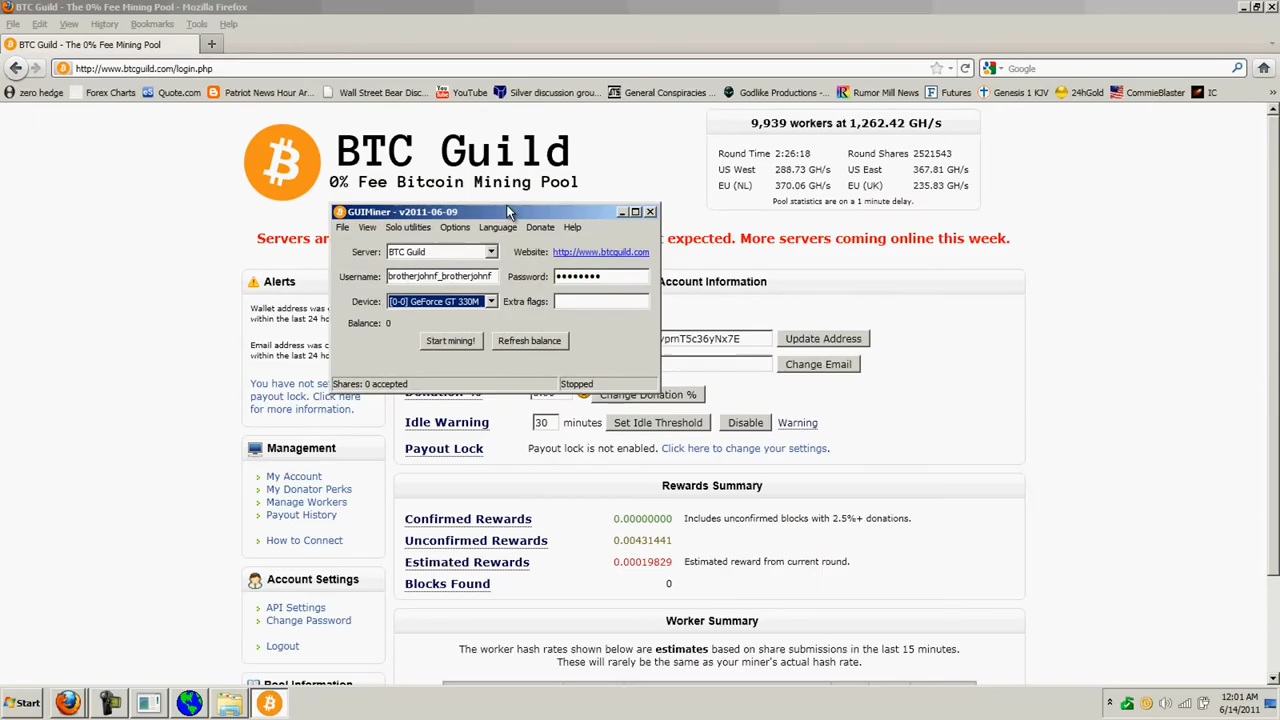 BTC Guild - The 0% Fee Mining Pool - Mozilla Firefox
File Edit View History Bookmarks Tools Help
BTC Guild - The 0% Fee Mining Pool
http://www.btcguild.com/login.php
Google
zero hedge Forex Charts Quote.com Patriot News Hour Ar... Wall Street Bear Disc... YouTube Silver discussion grou... General Conspiracies ... Godlike Productions -... Rumor Mill News Futures Genesis 1 KJV 24hGold CommieBlaster IC
BTC Guild
0% Fee Bitcoin Mining Pool
9,939 workers at 1,262.42 GH/s
Round Time 2:26:18 Round Shares 2521543
US West 288.73 GH/s US East 367.81 GH/s
EU (NL) 370.06 GH/s EU (UK) 235.83 GH/s
Pool statistics are on a 1 minute delay.
Servers ar
expected. More servers coming online this week.
GUIMiner - v2011-06-09
File View Solo utilities Options Language Donate Help
Server: BTC Guild Website: http://www.btcguild.com
Username: brotherjohnf_brotherjohnf Password: ••••••••
Device: [0-0] GeForce GT 330M Extra flags:
Balance: 0
Start mining! Refresh balance
Shares: 0 accepted Stopped
Alerts
Wallet address was c
within the last 24 ho
Email address was c
within the last 24 ho
You have not se
payout lock. Click here
for more information.
Management
My Account
My Donator Perks
Manage Workers
Payout History
How to Connect
Account Settings
API Settings
Change Password
Logout
Account Information
vpmT5c36yNx7E Update Address
Change Email
Change Donation %
Idle Warning 30 minutes Set Idle Threshold Disable Warning
Payout Lock Payout lock is not enabled. Click here to change your settings.
Rewards Summary
Confirmed Rewards 0.00000000 Includes unconfirmed blocks with 2.5%+ donations.
Unconfirmed Rewards 0.00431441
Estimated Rewards 0.00019829 Estimated reward from current round.
Blocks Found 0
Worker Summary
The worker hash rates shown below are estimates based on share submissions in the last 15 minutes.
These will rarely be the same as your miner's actual hash rate.
Start
12:01 AM
6/14/2011